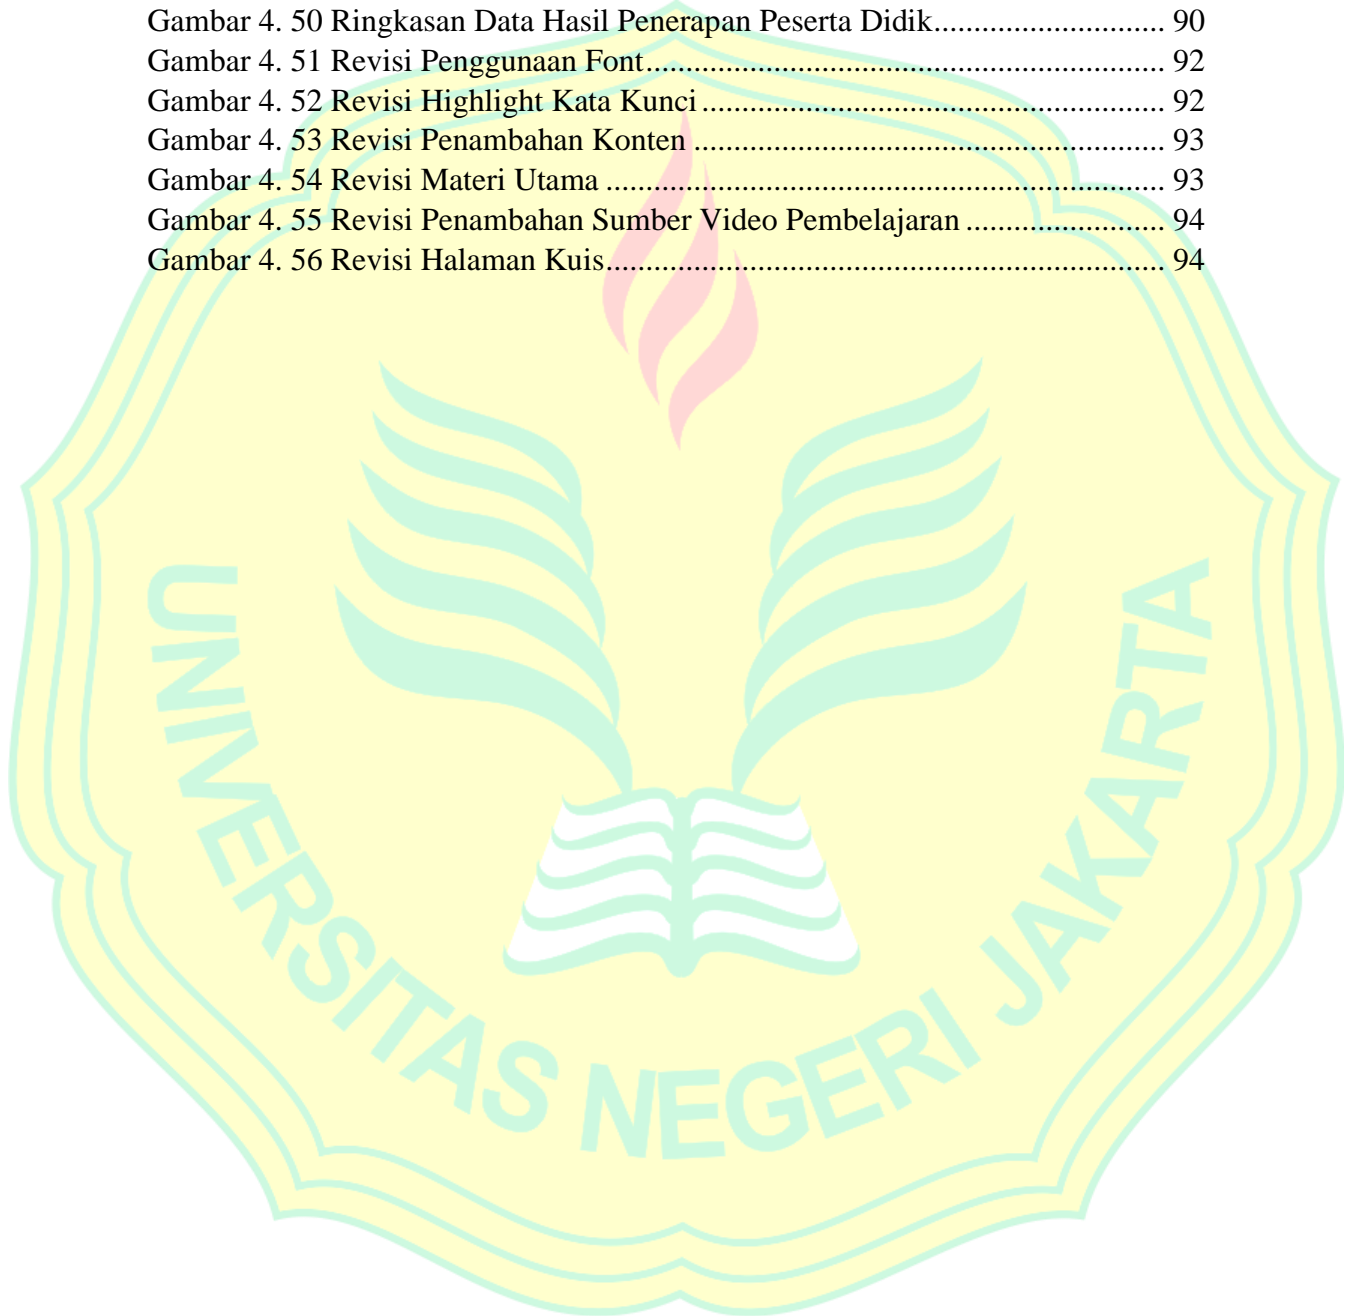 Gambar 4. 50 Ringkasan Data Hasil Penerapan Peserta Didik............................. 90
Gambar 4. 51 Revisi Penggunaan Font................................................................. 92
Gambar 4. 52 Revisi Highlight Kata Kunci .......................................................... 92
Gambar 4. 53 Revisi Penambahan Konten ........................................................... 93
Gambar 4. 54 Revisi Materi Utama ...................................................................... 93
Gambar 4. 55 Revisi Penambahan Sumber Video Pembelajaran ......................... 94
Gambar 4. 56 Revisi Halaman Kuis...................................................................... 94
UNIVERSITAS NEGERI JAKARTA